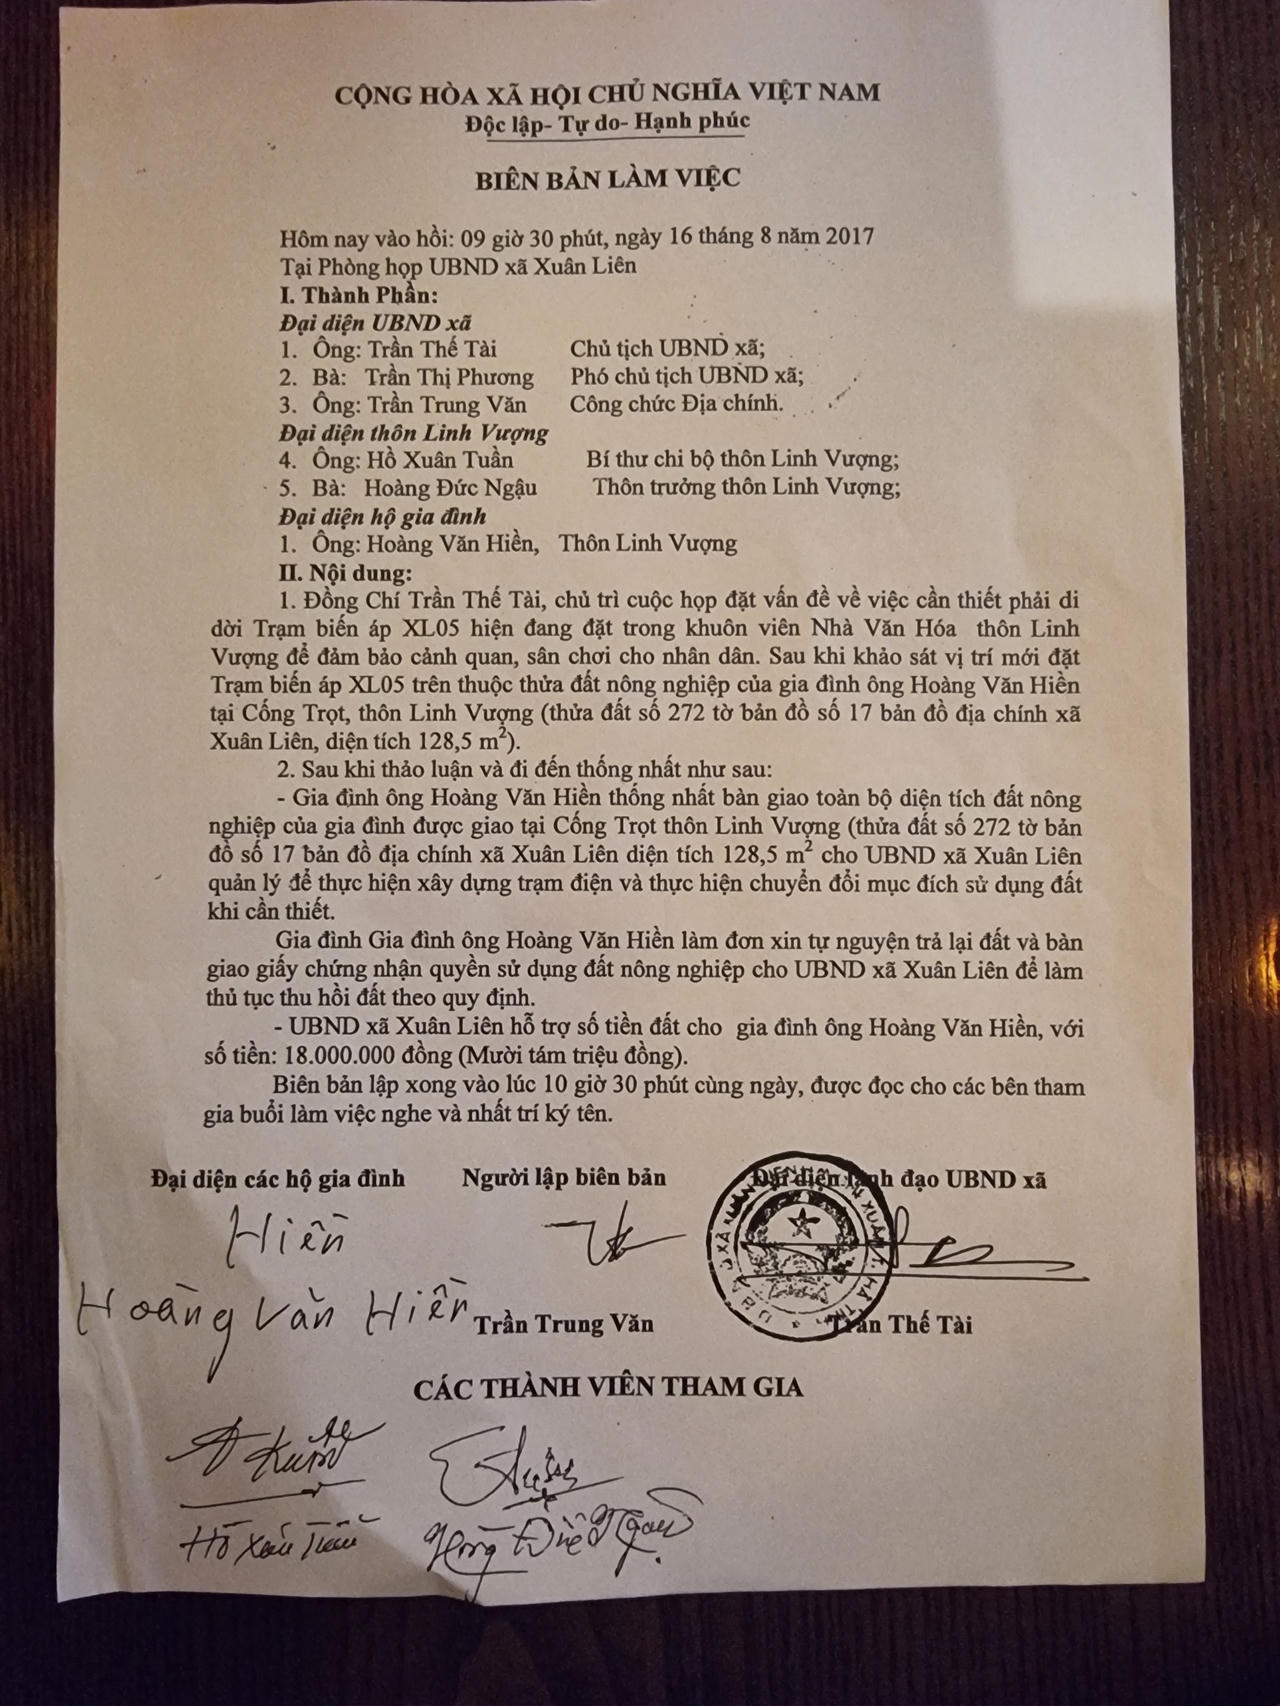 CỘNG HÒA XÃ HỘI CHỦ NGHĨA VIỆT NAM
Độc lập- Tự do- Hạnh phúc
BIÊN BẢN LÀM VIỆC
Hôm nay vào hồi: 09 giờ 30 phút, ngày 16 tháng 8 năm 2017
Tại Phòng họp UBND xã Xuân Liên
I. Thành Phần:
Đại diện UBND xã
1. Ông: Trần Thế Tài Chủ tịch UBND xã;
2. Bà: Trần Thị Phương Phó chủ tịch UBND xã;
3. Ông: Trần Trung Văn Công chức Địa chính.
Đại diện thôn Linh Vượng
4. Ông: Hồ Xuân Tuần Bí thư chi bộ thôn Linh Vượng;
5. Bà: Hoàng Đức Ngậu Thôn trưởng thôn Linh Vượng;
Đại diện hộ gia đình
1. Ông: Hoàng Văn Hiền, Thôn Linh Vượng
II. Nội dung:
1. Đồng Chí Trần Thế Tài, chủ trì cuộc họp đặt vấn đề về việc cần thiết phải di
dời Trạm biến áp XL05 hiện đang đặt trong khuôn viên Nhà Văn Hóa thôn Linh
Vượng để đảm bảo cảnh quan, sân chơi cho nhân dân. Sau khi khảo sát vị trí mới đặt
Trạm biến áp XL05 trên thuộc thửa đất nông nghiệp của gia đình ông Hoàng Văn Hiền
tại Cống Trọt, thôn Linh Vượng (thửa đất số 272 tờ bản đồ số 17 bản đồ địa chính xã
Xuân Liên, diện tích 128,5 m²).
2. Sau khi thảo luận và đi đến thống nhất như sau:
- Gia đình ông Hoàng Văn Hiền thống nhất bàn giao toàn bộ diện tích đất nông
nghiệp của gia đình được giao tại Cống Trọt thôn Linh Vượng (thửa đất số 272 tờ bản
đồ số 17 bản đồ địa chính xã Xuân Liên diện tích 128,5 m² cho UBND xã Xuân Liên
quản lý để thực hiện xây dựng trạm điện và thực hiện chuyển đổi mục đích sử dụng đất
khi cần thiết.
Gia đình Gia đình ông Hoàng Văn Hiền làm đơn xin tự nguyện trả lại đất và bàn
giao giấy chứng nhận quyền sử dụng đất nông nghiệp cho UBND xã Xuân Liên để làm
thủ tục thu hồi đất theo quy định.
- UBND xã Xuân Liên hỗ trợ số tiền đất cho gia đình ông Hoàng Văn Hiền, với
số tiền: 18.000.000 đồng (Mười tám triệu đồng).
Biên bản lập xong vào lúc 10 giờ 30 phút cùng ngày, được đọc cho các bên tham
gia buổi làm việc nghe và nhất trí ký tên.
Đại diện các hộ gia đình Người lập biên bản Đại diện lãnh đạo UBND xã
Hiền
Hoàng Văn Hiền Trần Trung Văn Trần Thế Tài
CÁC THÀNH VIÊN THAM GIA
Hồ Xuân Tuần